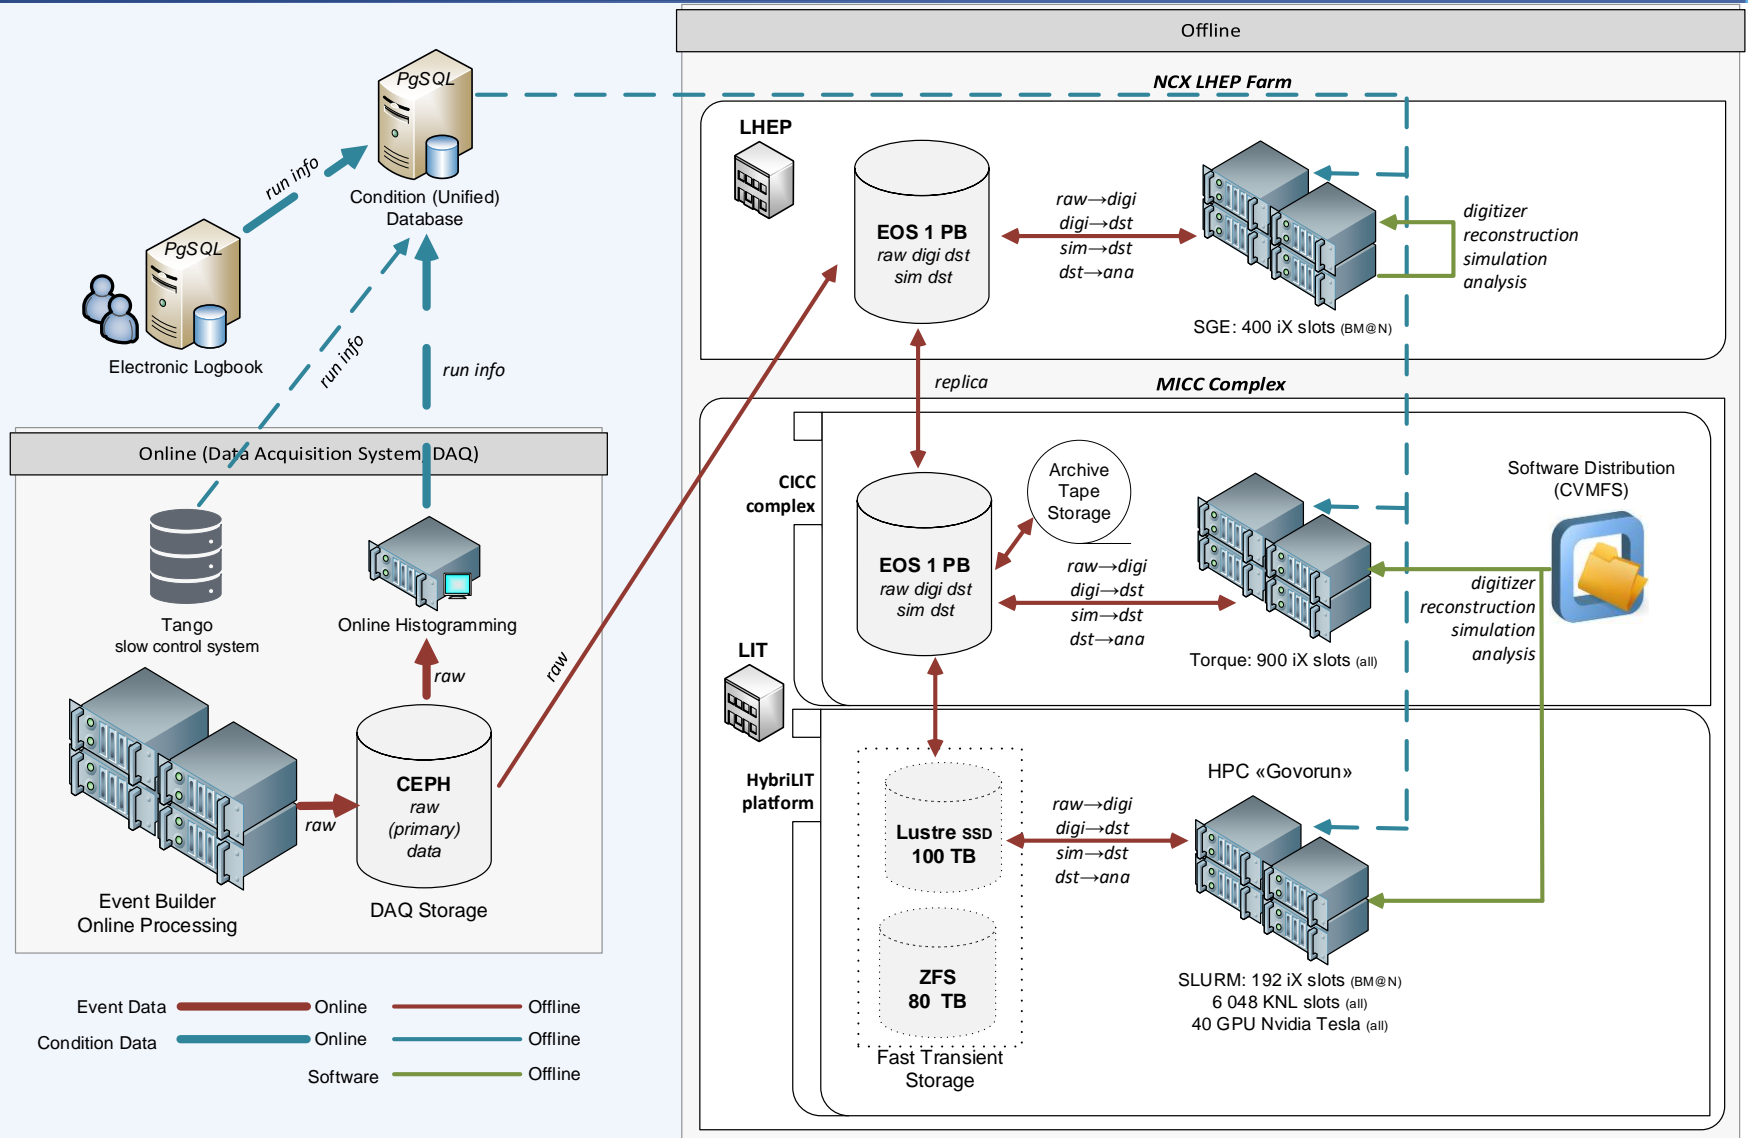 Offline
NCX LHEP Farm
PgSQL
Condition (Unified)
Database
run info
PgSQL
Electronic Logbook
run info
run info
LHEP
EOS 1 PB
raw digi dst
sim dst
raw→digi
digi→dst
sim→dst
dst→ana
digitizer
reconstruction
simulation
analysis
SGE: 400 iX slots (BM@N)
replica
MICC Complex
Online (Data Acquisition System, DAQ)
Tango
slow control system
Online Histogramming
raw
raw
Event Builder
Online Processing
raw
CEPH
raw
(primary)
data
DAQ Storage
CICC
complex
EOS 1 PB
raw digi dst
sim dst
Archive
Tape
Storage
raw→digi
digi→dst
sim→dst
dst→ana
Torque: 900 iX slots (all)
Software Distribution
(CVMFS)
digitizer
reconstruction
simulation
analysis
LIT
HybriLIT
platform
Lustre SSD
100 TB
ZFS
80 TB
Fast Transient
Storage
raw→digi
digi→dst
sim→dst
dst→ana
HPC «Govorun»
SLURM: 192 iX slots (BM@N)
6 048 KNL slots (all)
40 GPU Nvidia Tesla (all)
Event Data Online Offline
Condition Data Online Offline
Software Offline